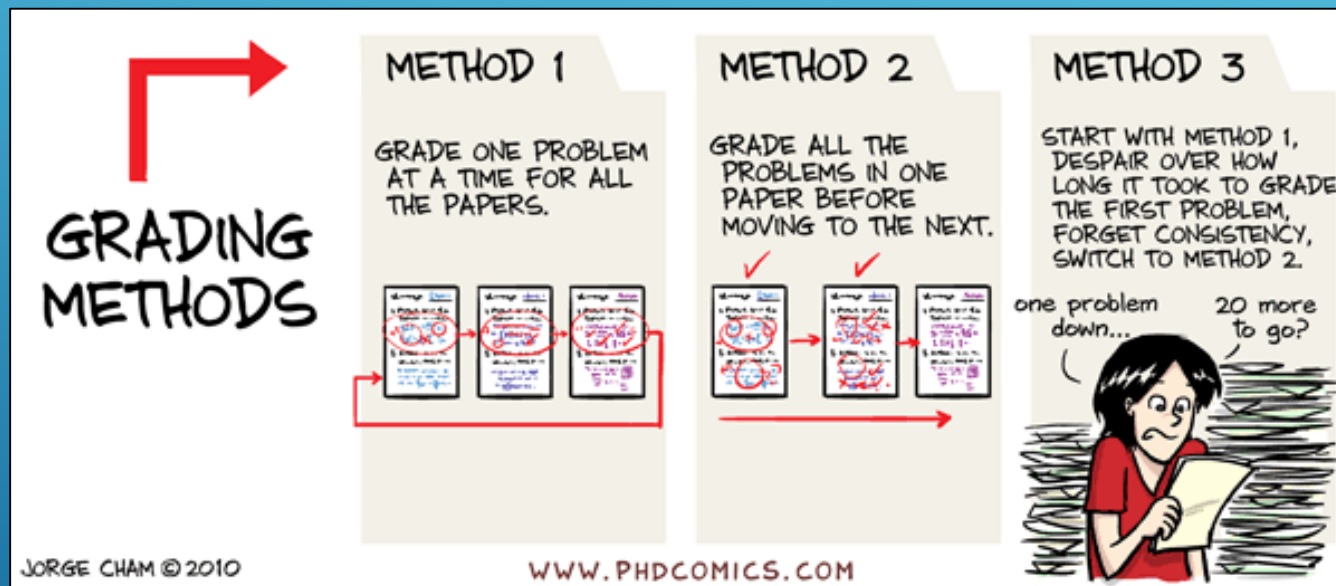 GRADING
METHODS
METHOD 1
GRADE ONE PROBLEM
AT A TIME FOR ALL
THE PAPERS.
METHOD 2
GRADE ALL THE
PROBLEMS IN ONE
PAPER BEFORE
MOVING TO THE NEXT.
METHOD 3
START WITH METHOD 1,
DESPAIR OVER HOW
LONG IT TOOK TO GRADE
THE FIRST PROBLEM,
FORGET CONSISTENCY,
SWITCH TO METHOD 2.
one problem
down...
20 more
to go?
JORGE CHAM © 2010
WWW.PHDCOMICS.COM